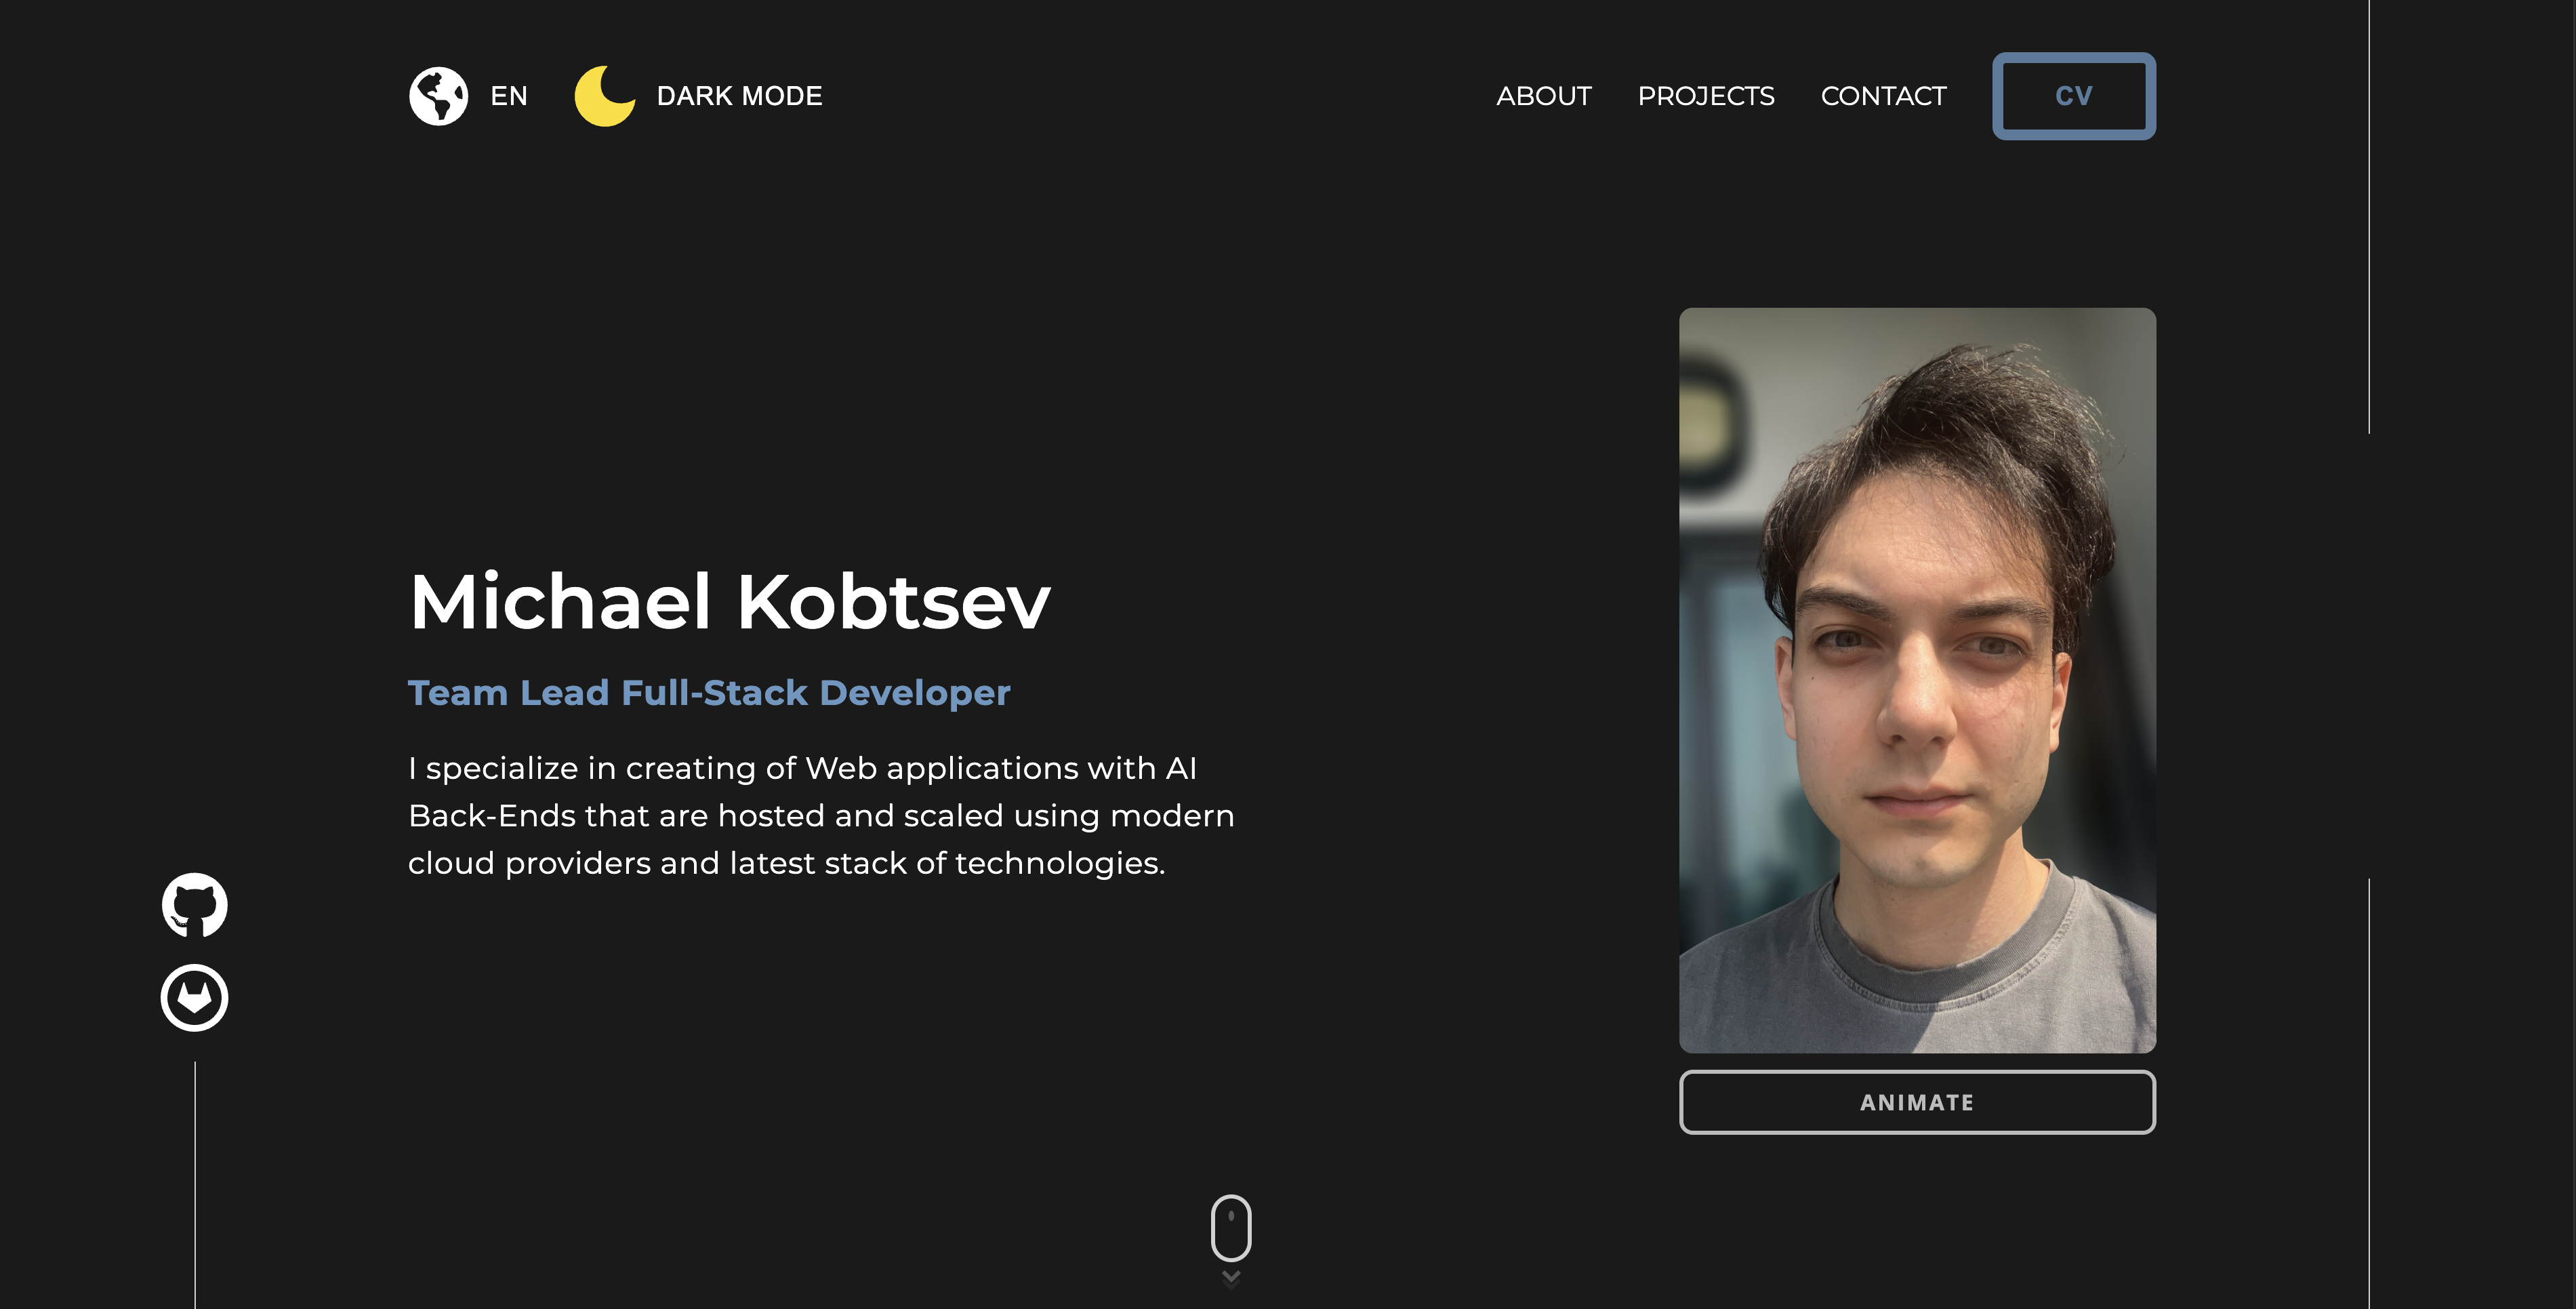 EN
DARK MODE
ABOUT
PROJECTS
CONTACT
CV
Michael Kobtsev
Team Lead Full-Stack Developer
I specialize in creating of Web applications with AI
Back-Ends that are hosted and scaled using modern
cloud providers and latest stack of technologies.
ANIMATE